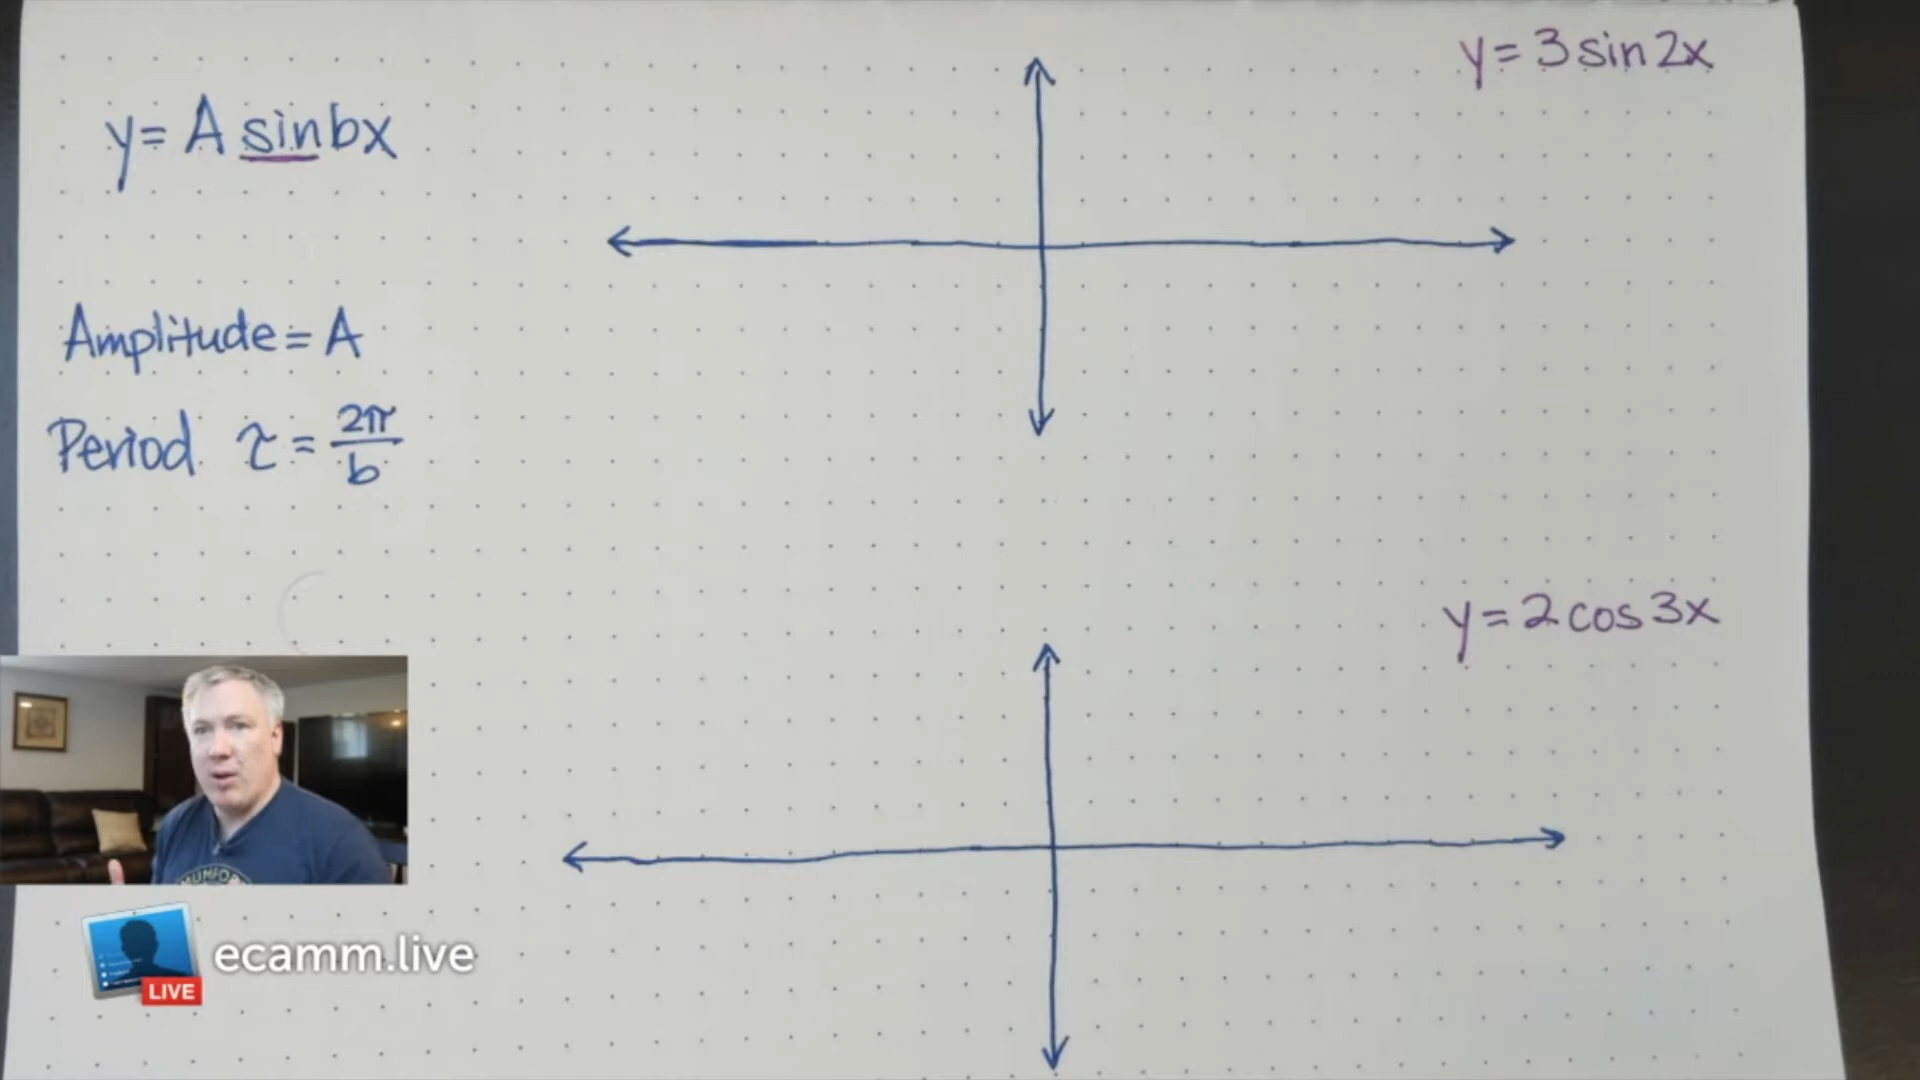 y = A sin bx
Amplitude = A
Period τ = 2π/b
y = 3 sin 2x
y = 2 cos 3x
ecamm.live
LIVE